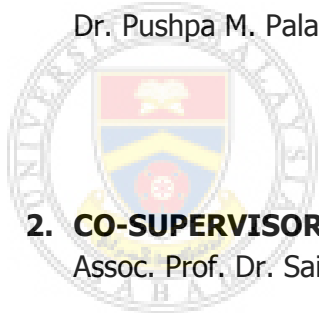 Dr. Pushpa M. Pala
2. CO-SUPERVISOR
Assoc. Prof. Dr. Sai